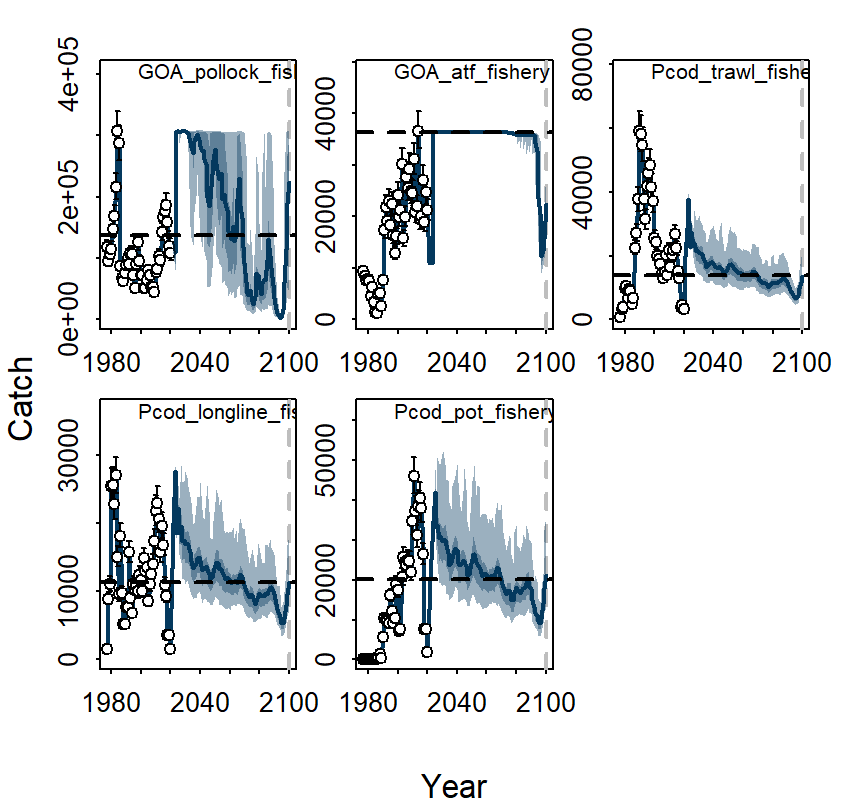 GOA_pollock_fisl
GOA_atf_fishery
Pcod_trawl_fishe
0e+00 2e+05 4e+05
0 20000 40000
0 40000 80000
1980 2040 2100
1980 2040 2100
1980 2040 2100
Catch
Pcod_longline_fis
Pcod_pot_fishery
0 10000 30000
0 20000 50000
1980 2040 2100
1980 2040 2100
Year